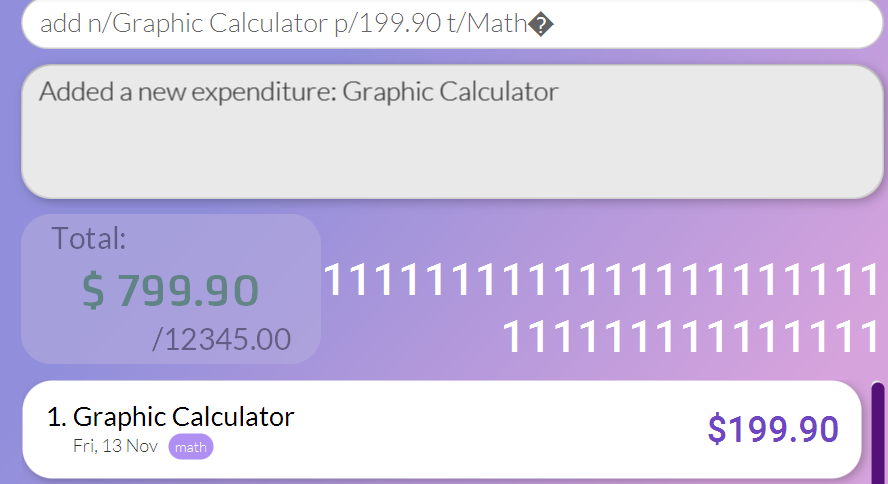 add n/Graphic Calculator p/199.90 t/Math�
Added a new expenditure: Graphic Calculator
Total:
$ 799.90
/12345.00
1111111111111111111111
111111111111111
1. Graphic Calculator
Fri, 13 Nov math
$199.90